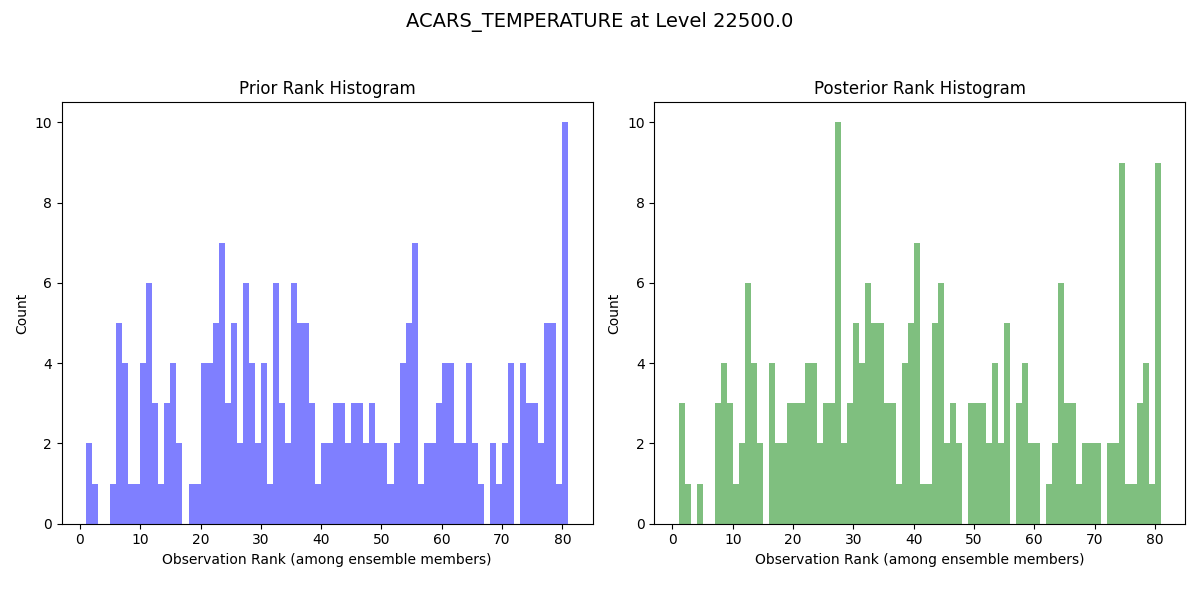 ACARS_TEMPERATURE at Level 22500.0
Prior Rank Histogram
Posterior Rank Histogram
Count
10
8
6
4
2
0
0 10 20 30 40 50 60 70 80
Observation Rank (among ensemble members)
Count
10
8
6
4
2
0
0 10 20 30 40 50 60 70 80
Observation Rank (among ensemble members)